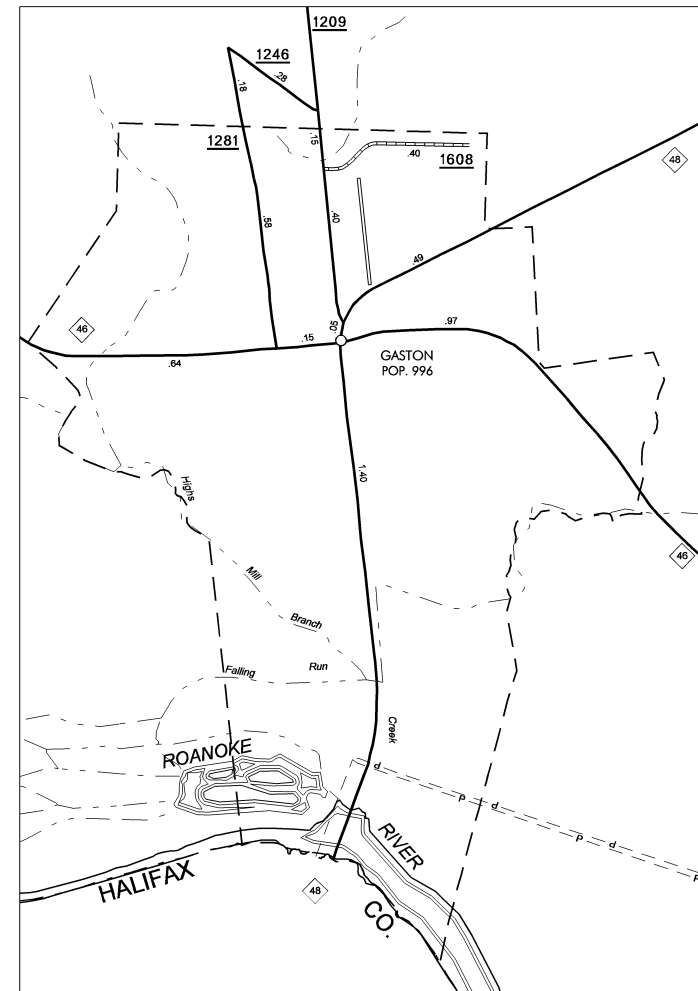 1209
1246
.28
.18
1281
.15
.40
1608
48
.40
.58
.49
46
.50
.15
.97
.64
GASTON
POP. 996
1.40
Highs
46
Mill
Branch
Falling Run
Creek
ROANOKE
P
P
P
P
P
RIVER
HALIFAX
48
CO.